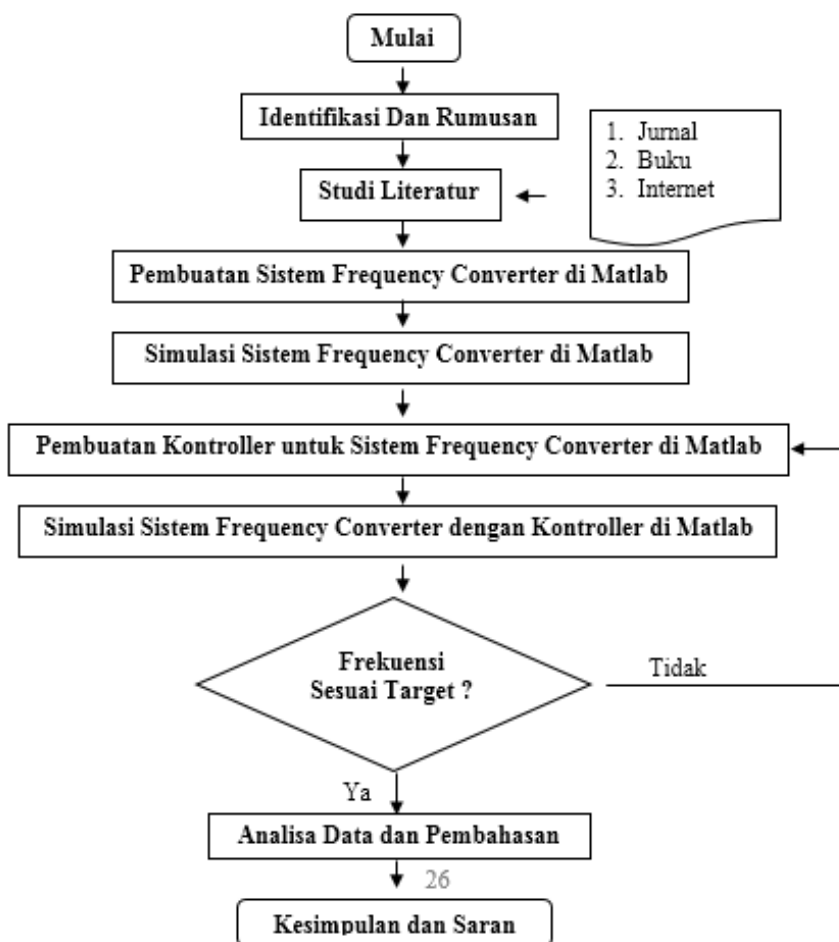 Mulai
Identifikasi Dan Rumusan
1. Jurnal
2. Buku
3. Internet
Studi Literatur
Pembuatan Sistem Frequency Converter di Matlab
Simulasi Sistem Frequency Converter di Matlab
Pembuatan Kontroller untuk Sistem Frequency Converter di Matlab
Simulasi Sistem Frequency Converter dengan Kontroller di Matlab
Frekuensi
Sesuai Target ?
Tidak
Ya
Analisa Data dan Pembahasan
26
Kesimpulan dan Saran